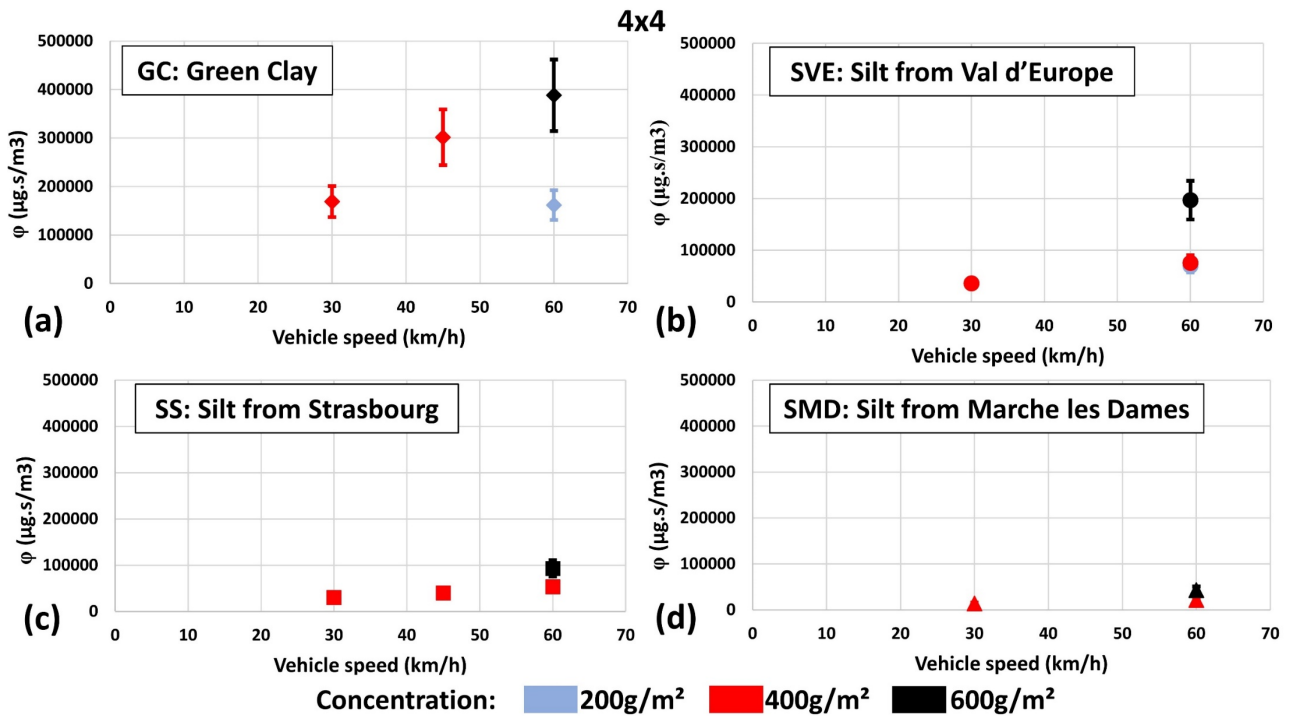 4x4
GC: Green Clay
φ (µg.s/m3)
500000
400000
300000
200000
100000
0
0 10 20 30 40 50 60 70
Vehicle speed (km/h)
(a)
SVE: Silt from Val d’Europe
φ (µg.s/m3)
500000
400000
300000
200000
100000
0
0 10 20 30 40 50 60 70
Vehicle speed (km/h)
(b)
SS: Silt from Strasbourg
φ (µg.s/m3)
500000
400000
300000
200000
100000
0
0 10 20 30 40 50 60 70
Vehicle speed (km/h)
(c)
SMD: Silt from Marche les Dames
φ (µg.s/m3)
500000
400000
300000
200000
100000
0
0 10 20 30 40 50 60 70
Vehicle speed (km/h)
(d)
Concentration: 200g/m² 400g/m² 600g/m²